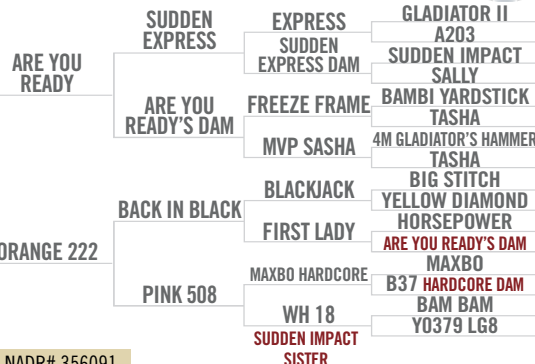 ARE YOU
READY
SUDDEN
EXPRESS
EXPRESS
GLADIATOR II
A203
SUDDEN
EXPRESS DAM
SUDDEN IMPACT
SALLY
ARE YOU
READY'S DAM
FREEZE FRAME
BAMBI YARDSTICK
TASHA
MVP SASHA
4M GLADIATOR'S HAMMER
TASHA
ORANGE 222
BACK IN BLACK
BLACKJACK
BIG STITCH
YELLOW DIAMOND
FIRST LADY
HORSEPOWER
ARE YOU READY'S DAM
PINK 508
MAXBO HARDCORE
MAXBO
B37 HARDCORE DAM
WH 18
SUDDEN IMPACT
SISTER
BAM BAM
Y0379 LG8
NADR# 356091